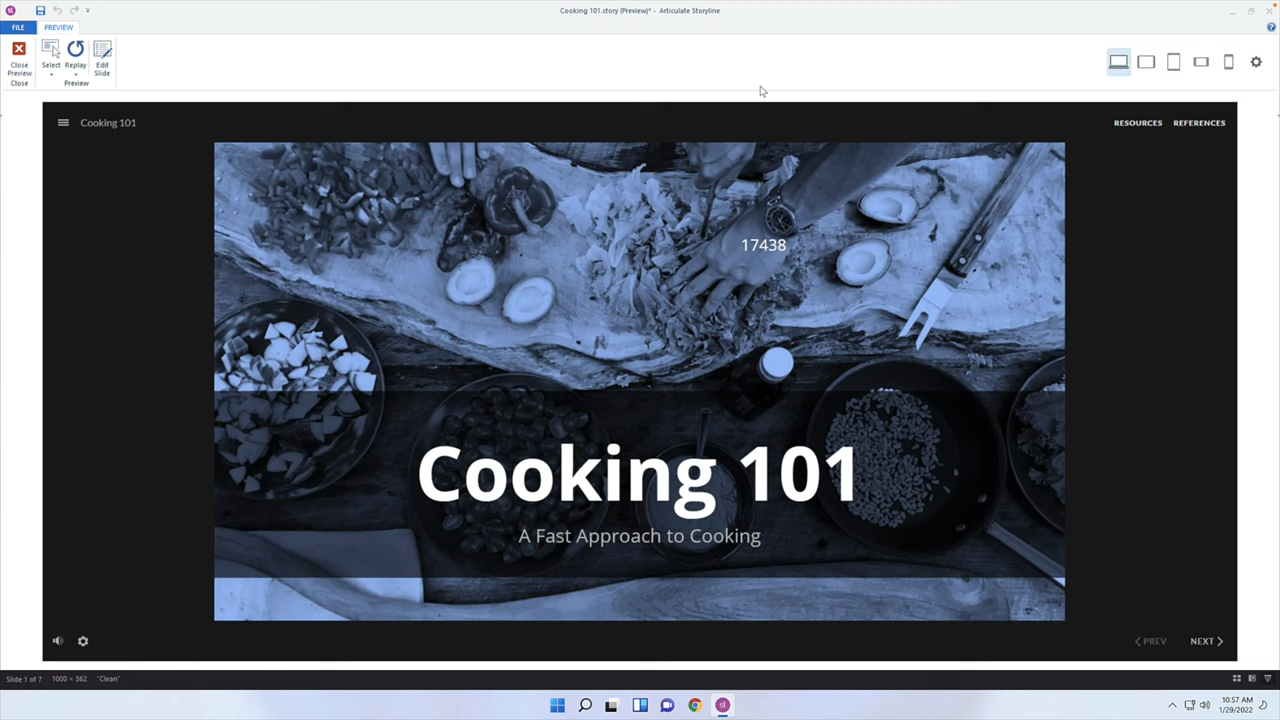 Cooking 101.story (Preview)* - Articulate Storyline
FILE
PREVIEW
Close Preview
Select
Replay
Edit Slide
Close
Preview
Cooking 101
RESOURCES
REFERENCES
17438
Cooking 101
A Fast Approach to Cooking
PREV
NEXT
Slide 1 of 7
1000 × 562
"Clean"
10:57 AM
1/29/2022